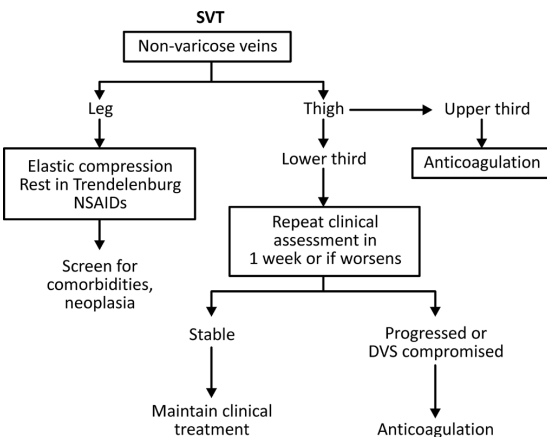 SVT
Non-varicose veins
Leg
Thigh
Upper third
Elastic compression
Rest in Trendelenburg
NSAIDs
Lower third
Anticoagulation
Repeat clinical
assessment in
1 week or if worsens
Screen for
comorbidities,
neoplasia
Stable
Progressed or
DVS compromised
Maintain clinical
treatment
Anticoagulation